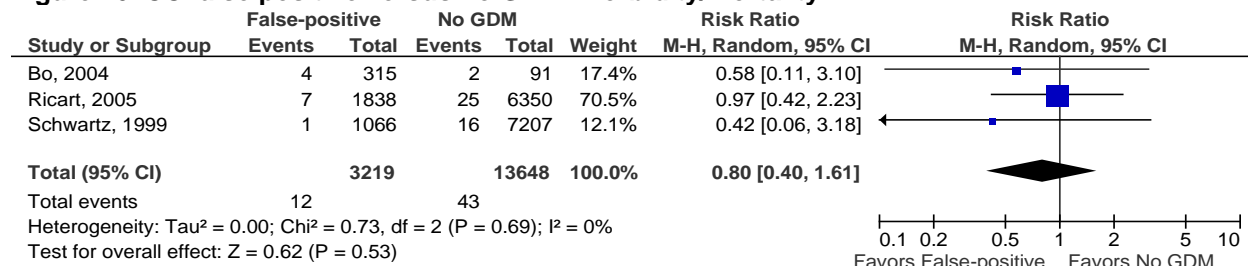 False-positive No GDM Risk Ratio Risk Ratio
Study or Subgroup Events Total Events Total Weight M-H, Random, 95% CI M-H, Random, 95% CI
Bo, 2004 4 315 2 91 17.4% 0.58 [0.11, 3.10]
Ricart, 2005 7 1838 25 6350 70.5% 0.97 [0.42, 2.23]
Schwartz, 1999 1 1066 16 7207 12.1% 0.42 [0.06, 3.18]
Total (95% CI) 3219 13648 100.0% 0.80 [0.40, 1.61]
Total events 12 43
Heterogeneity: Tau² = 0.00; Chi² = 0.73, df = 2 (P = 0.69); I² = 0%
Test for overall effect: Z = 0.62 (P = 0.53)
0.1 0.2 0.5 1 2 5 10
Favors False-positive Favors No GDM